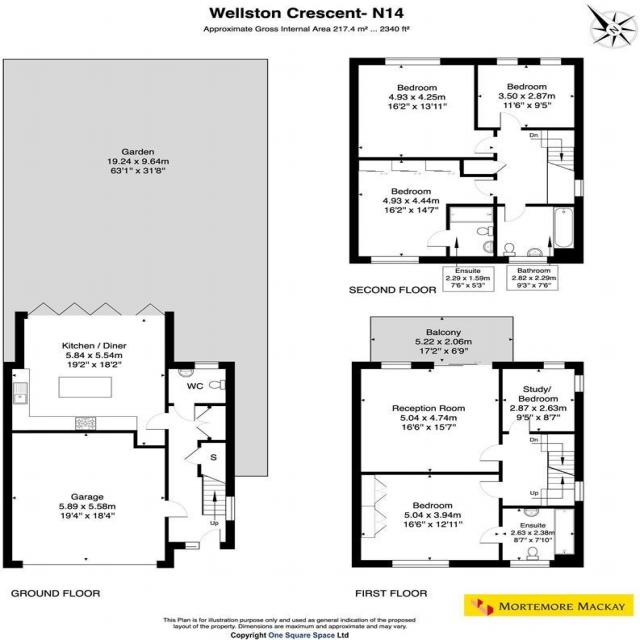 Wellston Crescent- N14
Approximate Gross Internal Area 217.4 m² ... 2340 ft²
N
Garden
19.24 x 9.64m
63'1" x 31'8"
Kitchen / Diner
5.84 x 5.54m
19'2" x 18'2"
WC
S
Garage
5.89 x 5.58m
19'4" x 18'4"
Up
GROUND FLOOR
Bedroom
4.93 x 4.25m
16'2" x 13'11"
Bedroom
3.50 x 2.87m
11'6" x 9'5"
Dn
Bedroom
4.93 x 4.44m
16'2" x 14'7"
Ensuite
2.29 x 1.59m
7'6" x 5'3"
Bathroom
2.82 x 2.29m
9'3" x 7'6"
SECOND FLOOR
Balcony
5.22 x 2.06m
17'2" x 6'9"
Reception Room
5.04 x 4.74m
16'6" x 15'7"
Study/
Bedroom
2.87 x 2.63m
9'5" x 8'7"
Dn
Up
Bedroom
5.04 x 3.94m
16'6" x 12'11"
Ensuite
2.63 x 2.38m
8'7" x 7'10"
FIRST FLOOR
MORTEMORE MACKAY
This Plan is for illustration purpose only and used as general indication of the proposed
layout of the property. Dimensions are maximum and approximate and may vary.
Copyright One Square Space Ltd